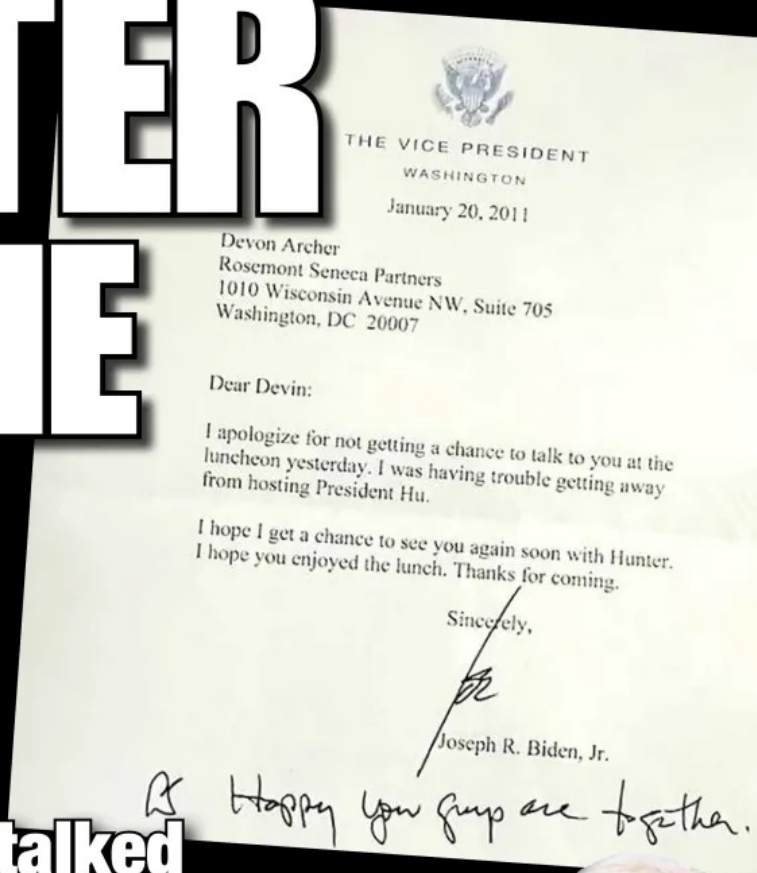 TER
THE VICE PRESIDENT
WASHINGTON
January 20, 2011
Devon Archer
Rosemont Seneca Partners
1010 Wisconsin Avenue NW, Suite 705
Washington, DC 20007
Dear Devin:
I apologize for not getting a chance to talk to you at the
luncheon yesterday. I was having trouble getting away
from hosting President Hu.
I hope I get a chance to see you again soon with Hunter.
I hope you enjoyed the lunch. Thanks for coming.
Sincerely,
Joseph R. Biden, Jr.
PS Happy you guys are together.
talked